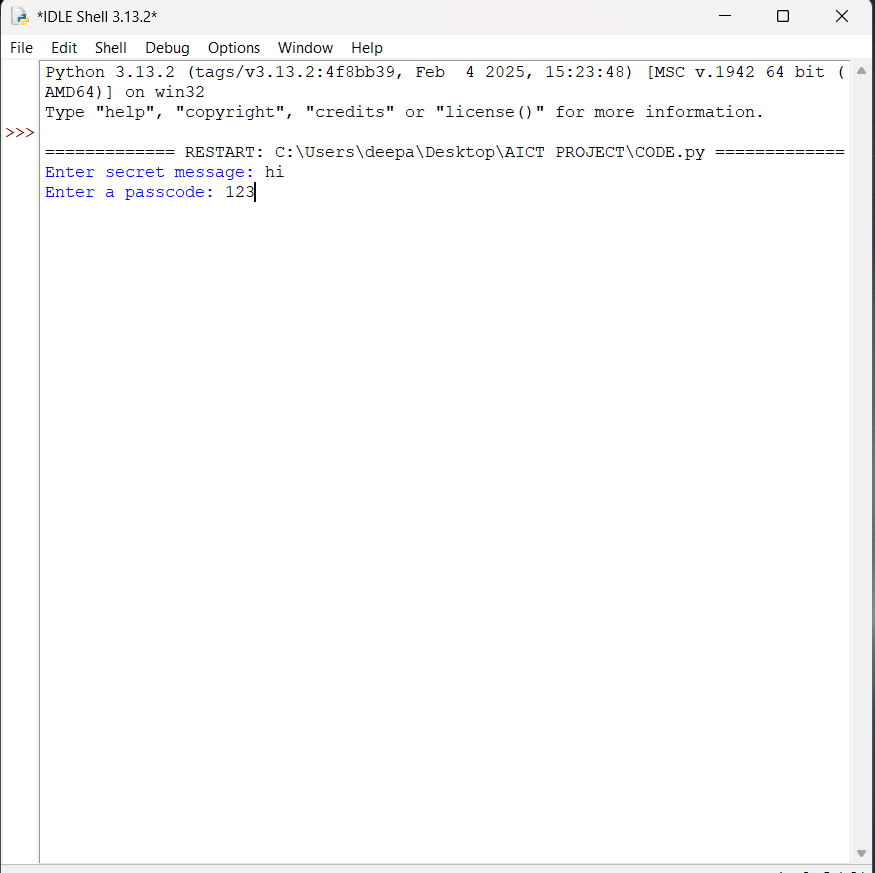 *IDLE Shell 3.13.2*
File Edit Shell Debug Options Window Help
Python 3.13.2 (tags/v3.13.2:4f8bb39, Feb  4 2025, 15:23:48) [MSC v.1942 64 bit (
AMD64)] on win32
Type "help", "copyright", "credits" or "license()" for more information.
>>>
============= RESTART: C:\Users\deepa\Desktop\AICT PROJECT\CODE.py =============
Enter secret message: hi
Enter a passcode: 123